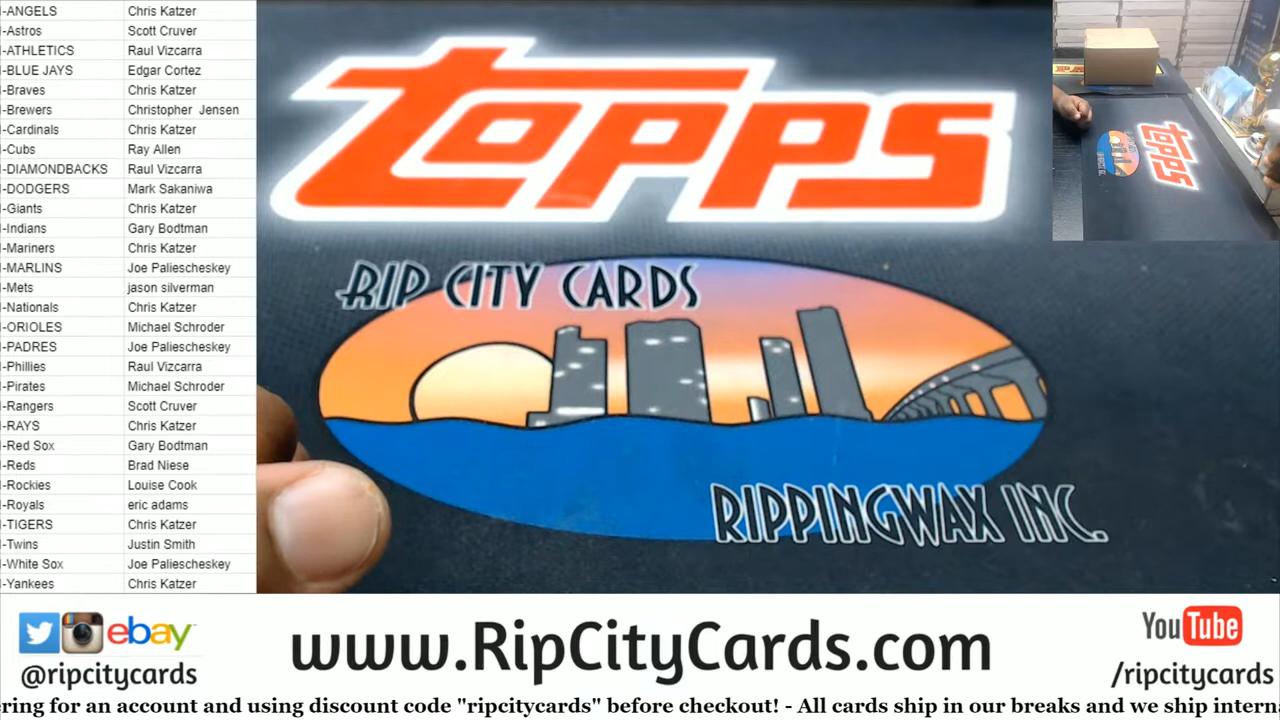 I-ANGELS Chris Katzer
I-Astros Scott Cruver
I-ATHLETICS Raul Vizcarra
I-BLUE JAYS Edgar Cortez
I-Braves Chris Katzer
I-Brewers Christopher Jensen
I-Cardinals Chris Katzer
I-Cubs Ray Allen
I-DIAMONDBACKS Raul Vizcarra
I-DODGERS Mark Sakaniwa
I-Giants Chris Katzer
I-Indians Gary Bodtman
I-Mariners Chris Katzer
I-MARLINS Joe Paliescheskey
I-Mets jason silverman
I-Nationals Chris Katzer
I-ORIOLES Michael Schroder
I-PADRES Joe Paliescheskey
I-Phillies Raul Vizcarra
I-Pirates Michael Schroder
I-Rangers Scott Cruver
I-RAYS Chris Katzer
I-Red Sox Gary Bodtman
I-Reds Brad Niese
I-Rockies Louise Cook
I-Royals eric adams
I-TIGERS Chris Katzer
I-Twins Justin Smith
I-White Sox Joe Paliescheskey
I-Yankees Chris Katzer
topps
RIP CITY CARDS
RIPPINGWAX INC.
topps
ebay
@ripcitycards
www.RipCityCards.com
YouTube
/ripcitycards
ering for an account and using discount code "ripcitycards" before checkout! - All cards ship in our breaks and we ship intern